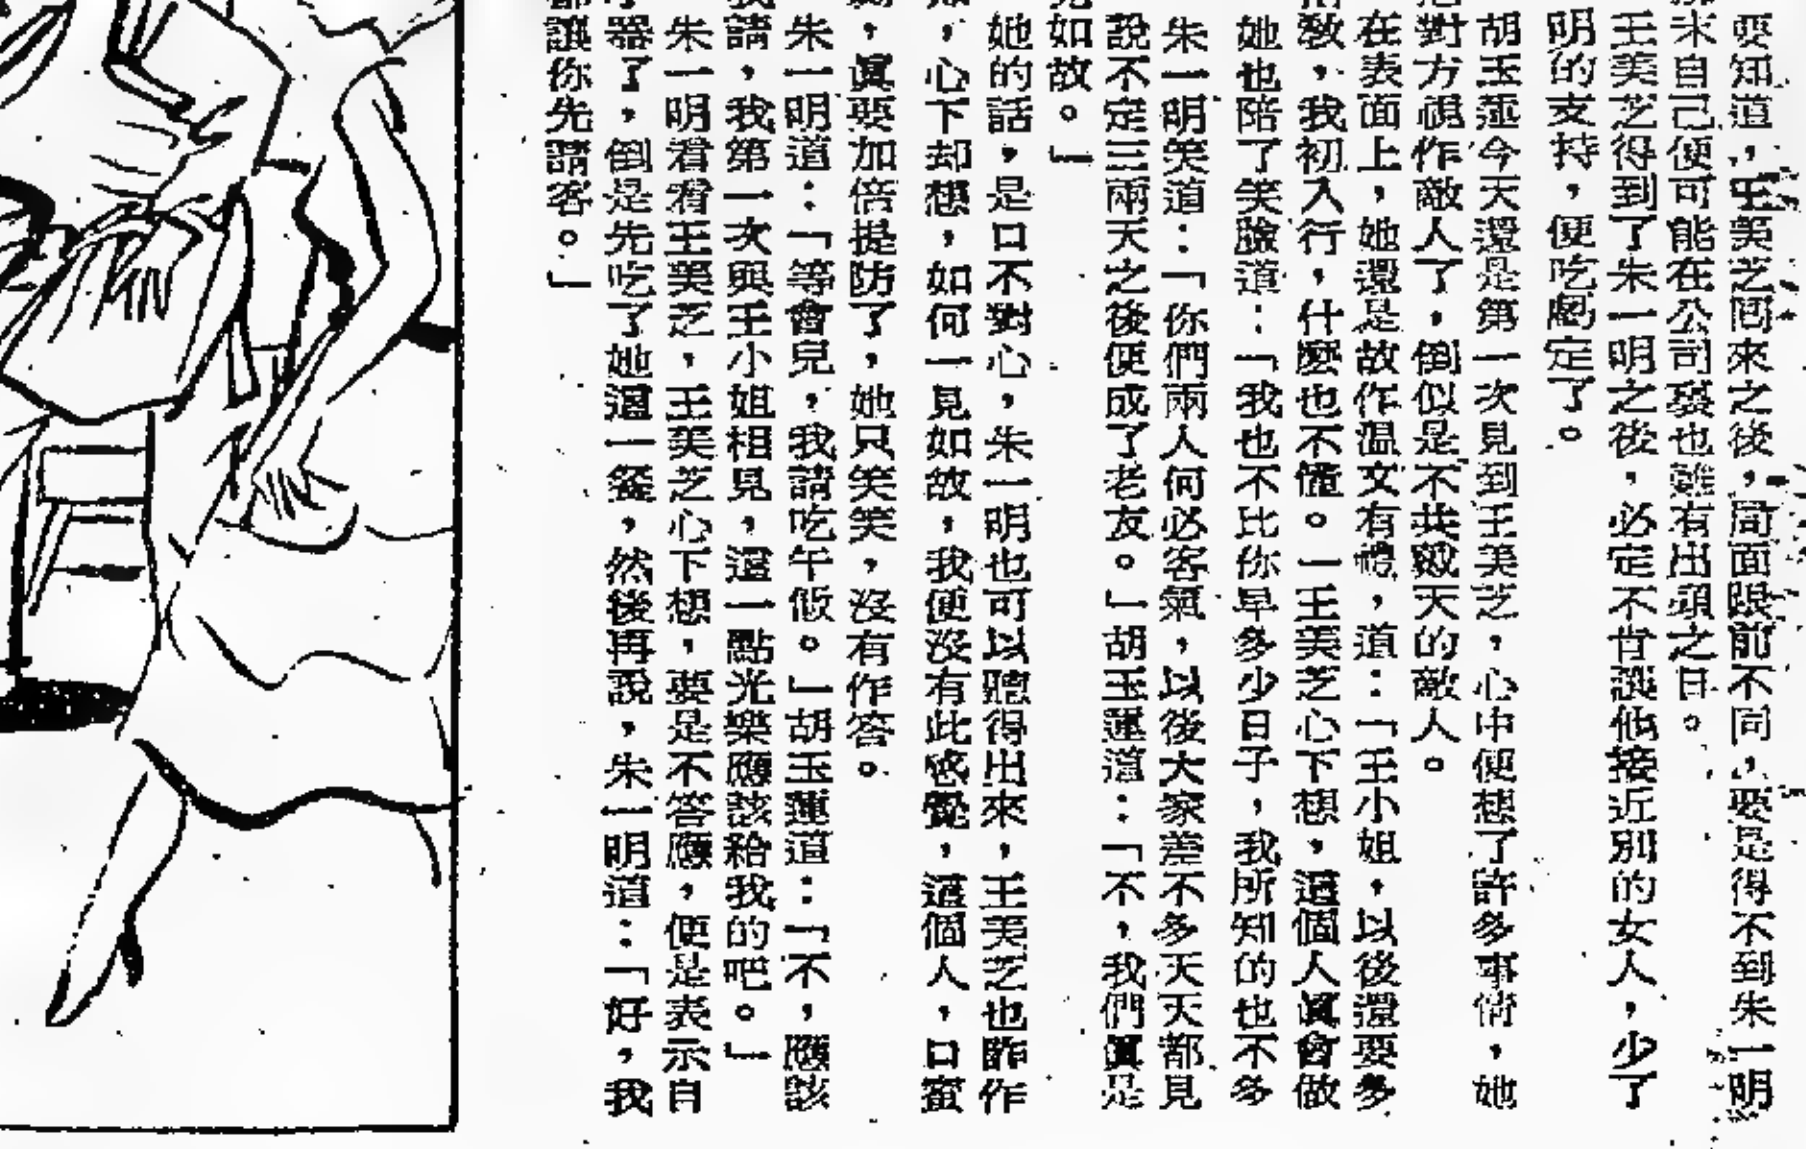 要知道，王美芝囘來之後，局面跟前不同，要是得不到朱一明
末自己便可能在公司裏也難有出頭之日。
王美芝得到了朱一明之後，必定不肯讓他接近別的女人，少了
明的支持，便吃虧定了。
胡玉蓮今天還是第一次見到王美芝，心中便想了許多事情，她
對方視作敵人了，倒似是不共戴天的敵人。
在表面上，她還是故作温文有禮，道：「王小姐，以後還要多
敎，我初入行，什麽也不懂。」王美芝心下想，這個人眞會做
她也陪了笑臉道：「我也不比你早多少日子，我所知的也不多
朱一明笑道：「你們兩人何必客氣，以後大家差不多天天都見
說不定三兩天之後便成了老友。」胡玉蓮道：「不，我們眞是
如故。」
她的話，是口不對心，朱一明也可以聽得出來，王美芝也詐作
，心下却想，如何一見如故，我便沒有此感覺，這個人，口蜜
，眞要加倍提防了，她只笑笑，沒有作答。
朱一明道：「等會兒，我請吃午飯。」胡玉蓮道：「不，應該
請，我第一次與王小姐相見，這一點光樂應該給我的吧。」
朱一明看看王美芝，王美芝心下想，要是不答應，便是表示自
器了，倒是先吃了她這一餐，然後再說，朱一明道：「好，我
讓你先請客。」